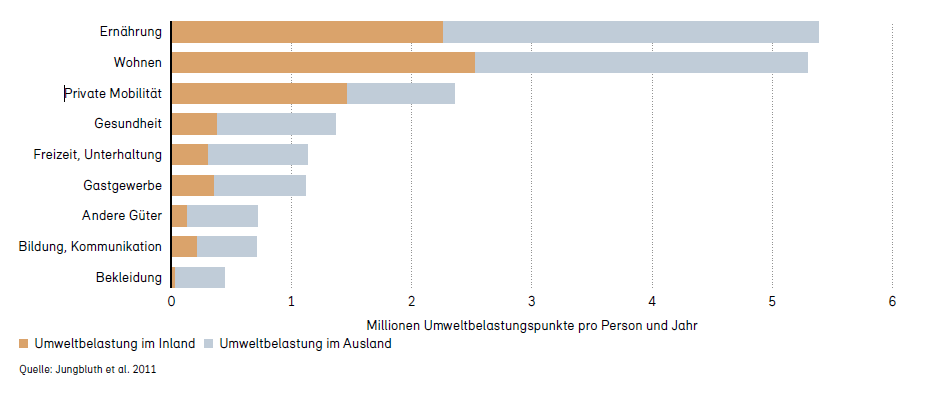 Ernährung
Wohnen
Private Mobilität
Gesundheit
Freizeit, Unterhaltung
Gastgewerbe
Andere Güter
Bildung, Kommunikation
Bekleidung
0 1 2 3 4 5 6
Millionen Umweltbelastungspunkte pro Person und Jahr
Umweltbelastung im Inland Umweltbelastung im Ausland
Quelle: Jungbluth et al. 2011